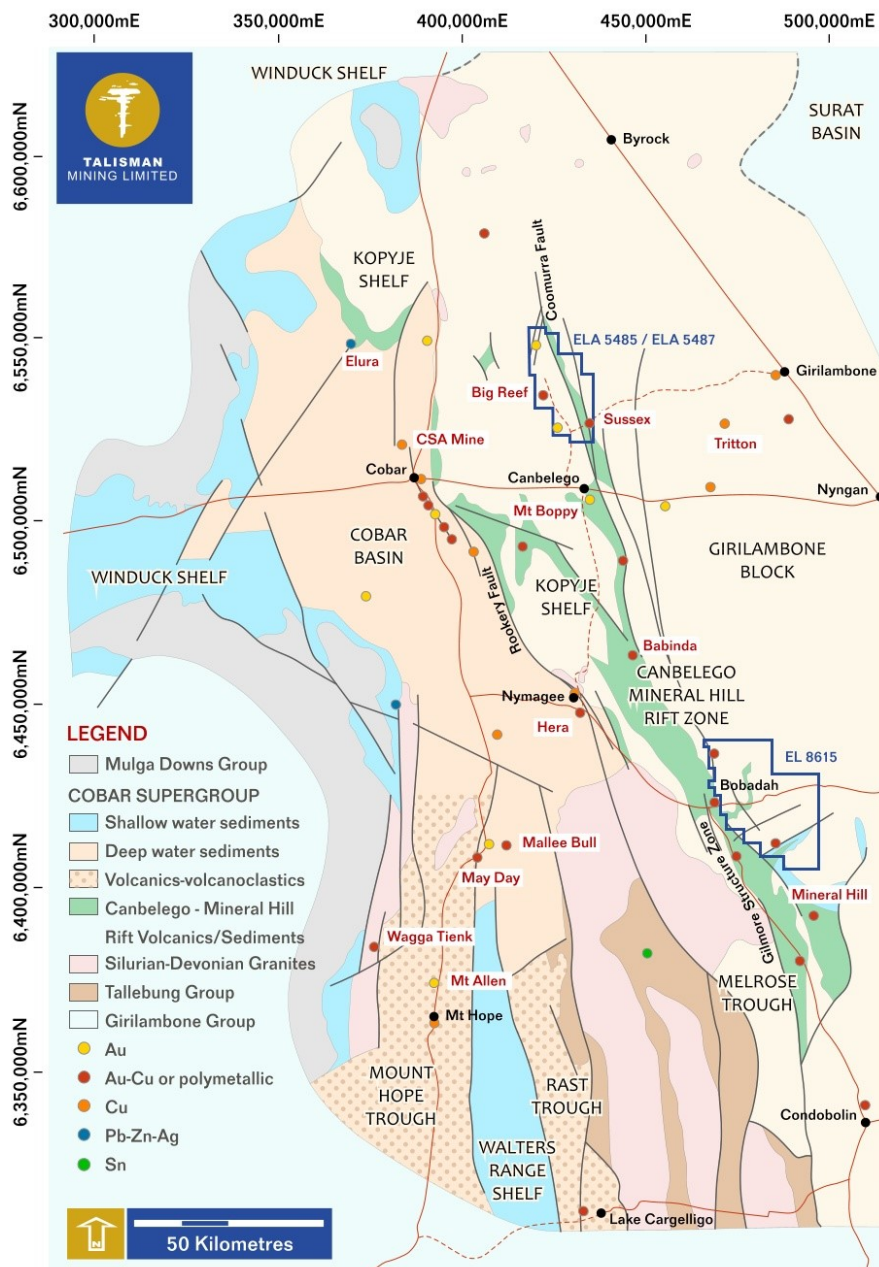 300,000mE
350,000mE
400,000mE
450,000mE
500,000mE
6,600,000mN
6,550,000mN
6,500,000mN
6,450,000mN
6,400,000mN
6,350,000mN
TALISMAN
MINING LIMITED
WINDUCK SHELF
SURAT
BASIN
Byrock
KOPYJE
SHELF
Coomurra Fault
ELA 5485 / ELA 5487
Elura
Girilambone
Big Reef
Sussex
CSA Mine
Tritton
Cobar
Canbelego
Nyngan
Mt Boppy
COBAR
BASIN
GIRILAMBONE
BLOCK
WINDUCK SHELF
KOPYJE
SHELF
Rookery Fault
Babinda
CANBELEGO
MINERAL HILL
RIFT ZONE
Nymagee
Hera
EL 8615
Bobadah
Mallee Bull
May Day
Gilmore Structure Zone
Mineral Hill
Wagga Tienk
Mt Allen
MELROSE
TROUGH
Mt Hope
MOUNT
HOPE
TROUGH
RAST
TROUGH
Condobolin
WALTERS
RANGE
SHELF
Lake Cargelligo
LEGEND
Mulga Downs Group
COBAR SUPERGROUP
Shallow water sediments
Deep water sediments
Volcanics-volcanoclastics
Canbelego - Mineral Hill
Rift Volcanics/Sediments
Silurian-Devonian Granites
Tallebung Group
Girilambone Group
Au
Au-Cu or polymetallic
Cu
Pb-Zn-Ag
Sn
N
50 Kilometres